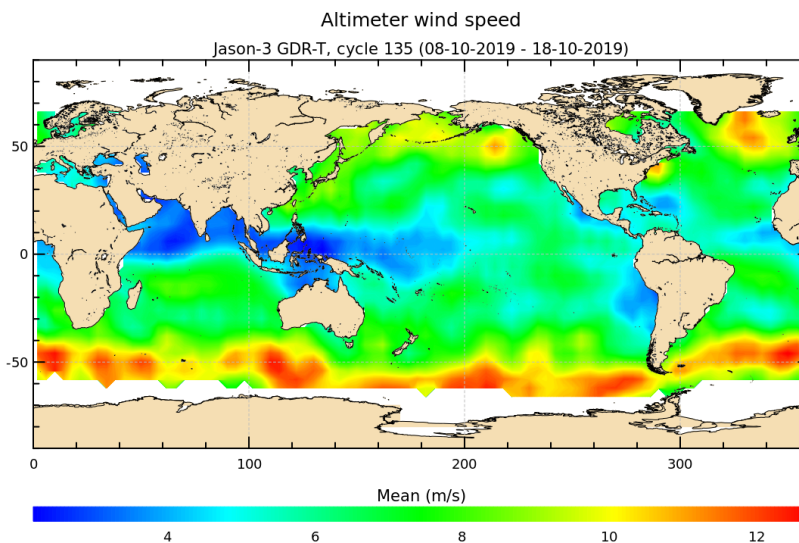 Altimeter wind speed
Jason-3 GDR-T, cycle 135 (08-10-2019 - 18-10-2019)
50
0
-50
0 100 200 300
Mean (m/s)
4 6 8 10 12